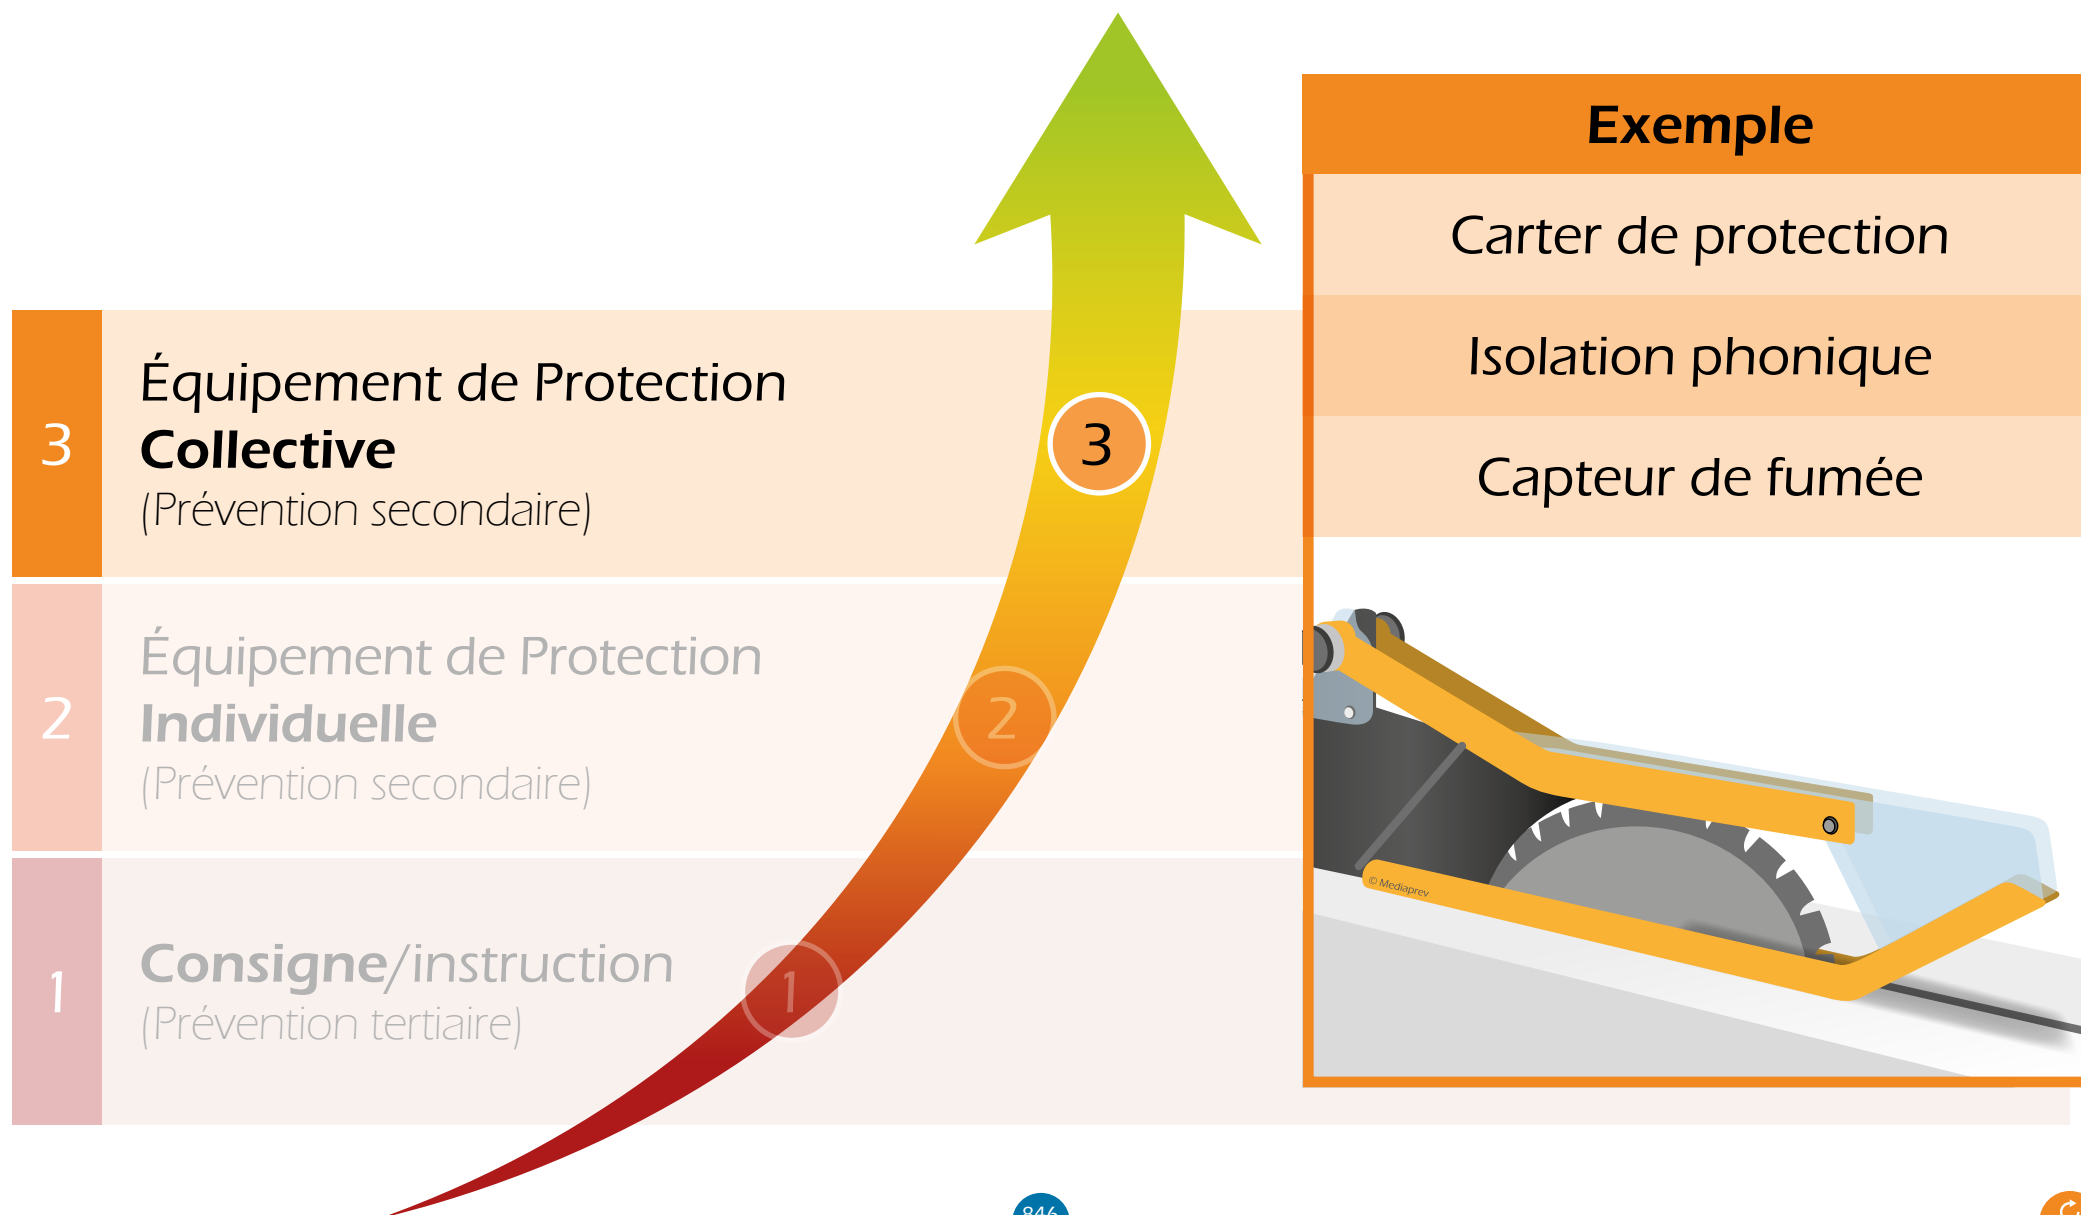 Exemple
Carter de protection
Isolation phonique
Capteur de fumée
3
Équipement de Protection
Collective
(Prévention secondaire)
3
2
Équipement de Protection
Individuelle
(Prévention secondaire)
2
1
Consigne/instruction
(Prévention tertiaire)
1
© Mediaprev
846